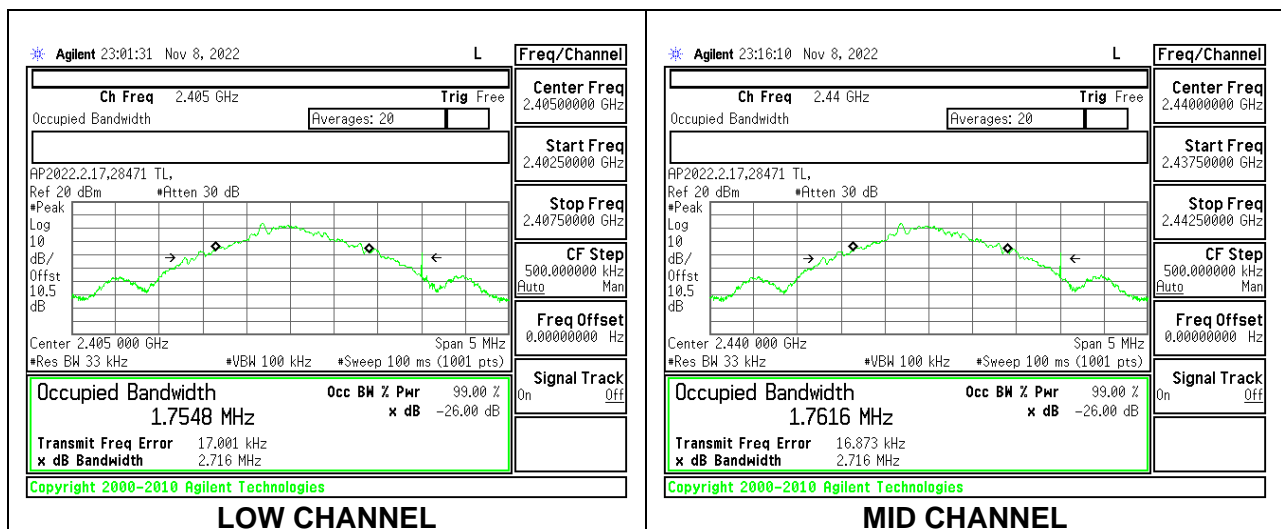 Agilent 23:01:31 Nov 8, 2022 L
Freq/Channel
Ch Freq 2.405 GHz Trig Free
Occupied Bandwidth Averages: 20
AP2022.2.17,28471 TL,
Ref 20 dBm #Atten 30 dB
#Peak
Log
10
dB/
Offst
10.5
dB
Center 2.405 000 GHz Span 5 MHz
#Res BW 33 kHz #VBW 100 kHz #Sweep 100 ms (1001 pts)
Occupied Bandwidth Occ BW % Pwr 99.00 %
1.7548 MHz x dB -26.00 dB
Transmit Freq Error 17.001 kHz
x dB Bandwidth 2.716 MHz
Copyright 2000-2010 Agilent Technologies
Center Freq
2.40500000 GHz
Start Freq
2.40250000 GHz
Stop Freq
2.40750000 GHz
CF Step
500.000000 kHz
Auto Man
Freq Offset
0.00000000 Hz
Signal Track
On Off
LOW CHANNEL
Agilent 23:16:10 Nov 8, 2022 L
Freq/Channel
Ch Freq 2.44 GHz Trig Free
Occupied Bandwidth Averages: 20
AP2022.2.17,28471 TL,
Ref 20 dBm #Atten 30 dB
#Peak
Log
10
dB/
Offst
10.5
dB
Center 2.440 000 GHz Span 5 MHz
#Res BW 33 kHz #VBW 100 kHz #Sweep 100 ms (1001 pts)
Occupied Bandwidth Occ BW % Pwr 99.00 %
1.7616 MHz x dB -26.00 dB
Transmit Freq Error 16.873 kHz
x dB Bandwidth 2.716 MHz
Copyright 2000-2010 Agilent Technologies
Center Freq
2.44000000 GHz
Start Freq
2.43750000 GHz
Stop Freq
2.44250000 GHz
CF Step
500.000000 kHz
Auto Man
Freq Offset
0.00000000 Hz
Signal Track
On Off
MID CHANNEL